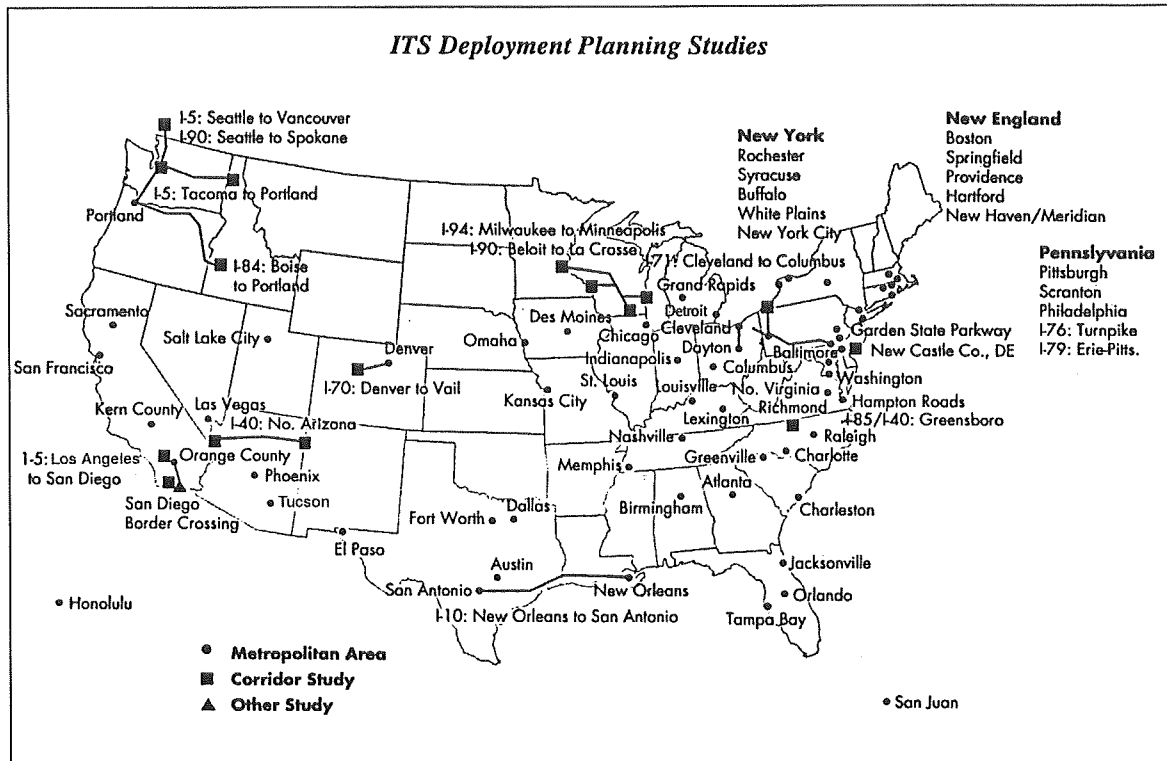 ITS Deployment Planning Studies
I-5: Seattle to Vancouver
I-90: Seattle to Spokane
I-5: Tacoma to Portland
Portland
I-84: Boise
to Portland
New York
Rochester
Syracuse
Buffalo
White Plains
New York City
New England
Boston
Springfield
Providence
Hartford
New Haven/Meridian
Pennslyvania
Pittsburgh
Scranton
Philadelphia
I-76: Turnpike
I-79: Erie-Pitts.
I-94: Milwaukee to Minneapolis
I-90: Beloit to La Crosse
I-71: Cleveland to Columbus
Grand Rapids
Detroit
Cleveland
Dayton
Columbus
Chicago
Des Moines
Omaha
Indianapolis
St. Louis
Louisville
Lexington
Kansas City
Garden State Parkway
New Castle Co., DE
Baltimore
Washington
No. Virginia
Richmond
Hampton Roads
I-85/I-40: Greensboro
Raleigh
Charlotte
Greenville
Nashville
Memphis
Atlanta
Birmingham
Charleston
Jacksonville
Orlando
Tampa Bay
Sacramento
San Francisco
Salt Lake City
Denver
I-70: Denver to Vail
Kern County
Las Vegas
I-40: No. Arizona
Orange County
I-5: Los Angeles
to San Diego
San Diego
Border Crossing
Phoenix
Tucson
El Paso
Fort Worth
Dallas
Austin
San Antonio
New Orleans
I-10: New Orleans to San Antonio
Honolulu
San Juan
Metropolitan Area
Corridor Study
Other Study